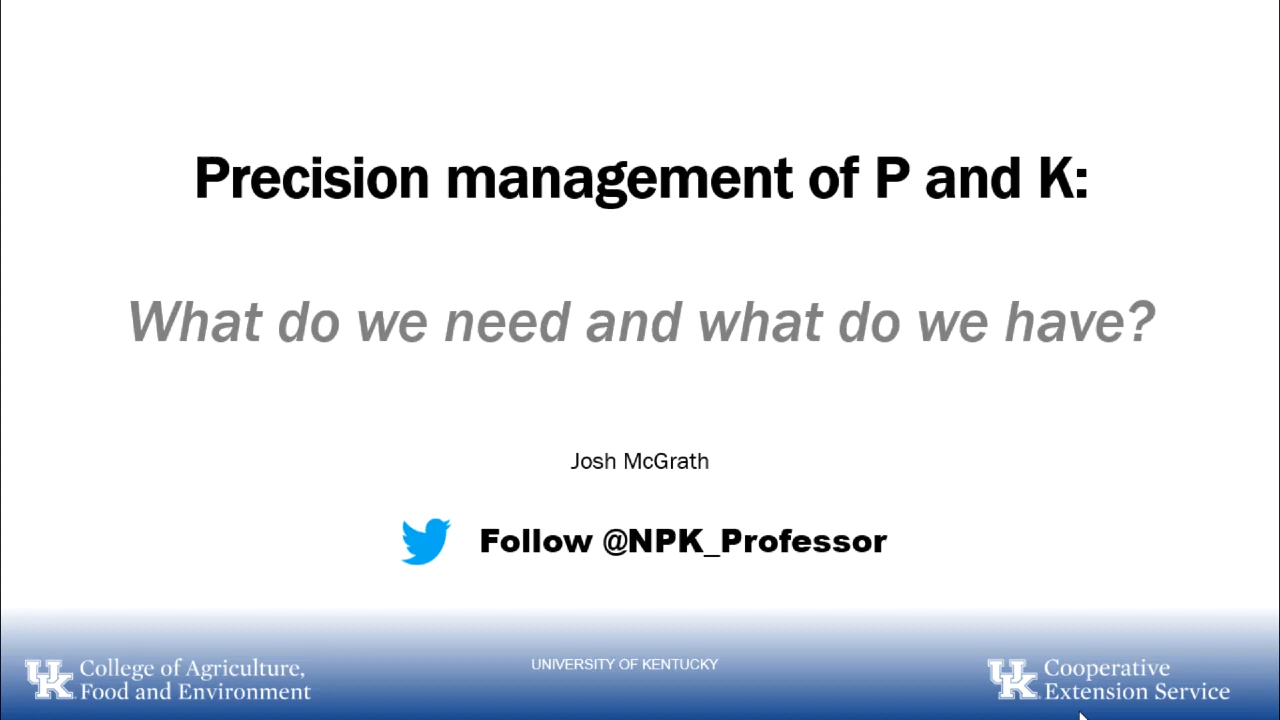 Precision management of P and K:
What do we need and what do we have?
Josh McGrath
Follow @NPK_Professor
UK College of Agriculture,
Food and Environment
UNIVERSITY OF KENTUCKY
UK Cooperative
Extension Service